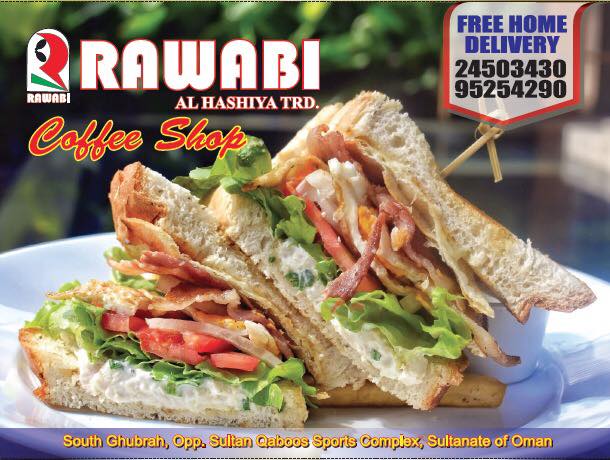 RAWABI
RAWABI
AL HASHIYA TRD.
Coffee Shop
FREE HOME
DELIVERY
24503430
95254290
South Ghubrah, Opp. Sultan Qaboos Sports Complex, Sultanate of Oman